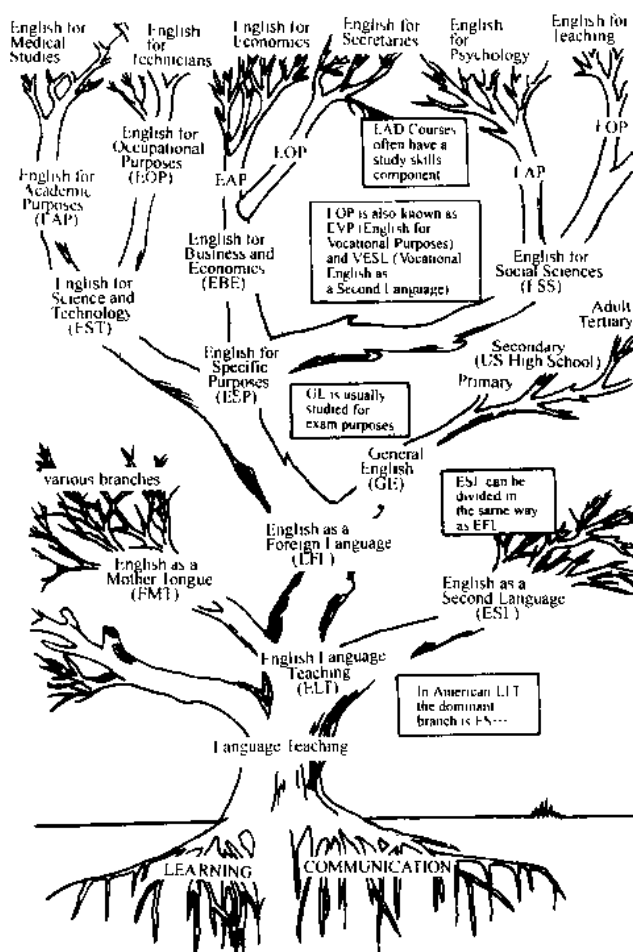 English for
Medical
Studies
English
for
Technicians
English for
Economics
English for
Secretaries
English
for
Psychology
English for
Teaching
English for
Occupational
Purposes
(EOP)
EOP
EAD Courses
often have a
study skills
component
EOP
English for
Academic
Purposes
(EAP)
EAP
EAP
English for
Business and
Economics
(EBE)
EOP is also known as
EVP (English for
Vocational Purposes)
and VESL (Vocational
English as
a Second Language)
English for
Social Sciences
(ESS)
English for
Science and
Technology
(EST)
Adult
Tertiary
Secondary
(US High School)
Primary
English for
Specific
Purposes
(ESP)
GE is usually
studied for
exam purposes
General
English
(GE)
various branches
ESL can be
divided in
the same way
as EFL
English as a
Foreign Language
(EFL)
English as a
Mother Tongue
(EMT)
English as a
Second Language
(ESL)
English Language
Teaching
(ELT)
In American ELT
the dominant
branch is ES---
Language Teaching
LEARNING
COMMUNICATION